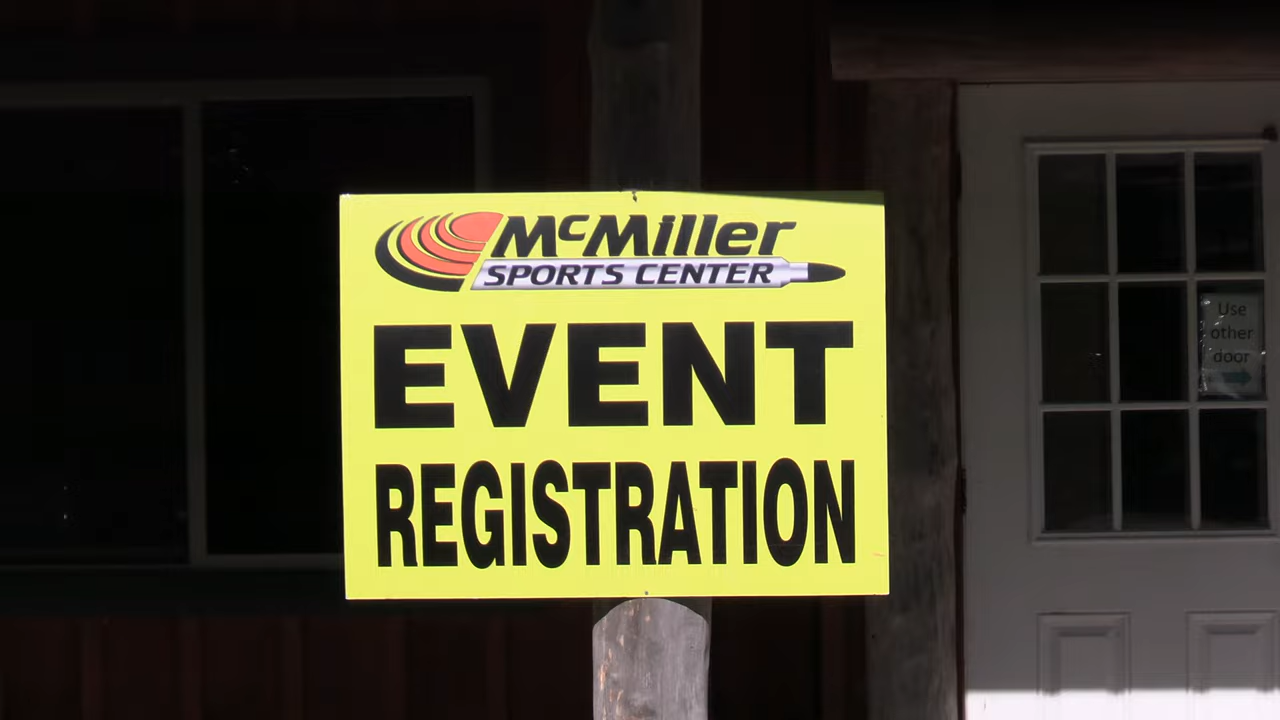 McMiller
SPORTS CENTER
EVENT
REGISTRATION
Use
other
door